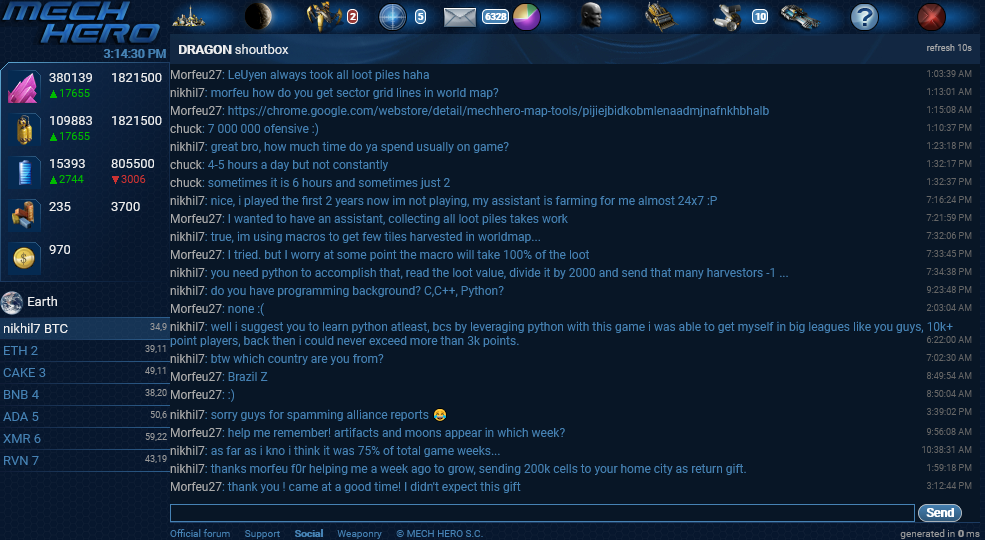 MECH HERO
3:14:30 PM
2
5
6328
10
?
DRAGON shoutbox
refresh 10s
380139 1821500
▲17655
109883 1821500
▲17655
15393 805500
▲2744 ▼3006
235 3700
970
Earth
nikhil7 BTC 34,9
ETH 2 39,11
CAKE 3 49,11
BNB 4 38,20
ADA 5 50,6
XMR 6 59,22
RVN 7 43,19
Morfeu27: LeUyen always took all loot piles haha 1:03:39 AM
nikhil7: morfeu how do you get sector grid lines in world map? 1:13:01 AM
Morfeu27: https://chrome.google.com/webstore/detail/mechhero-map-tools/pijiejbidkobmlenaadmjnafnkhbhalb 1:15:08 AM
chuck: 7 000 000 ofensive :) 1:10:37 PM
nikhil7: great bro, how much time do ya spend usually on game? 1:23:18 PM
chuck: 4-5 hours a day but not constantly 1:32:17 PM
chuck: sometimes it is 6 hours and sometimes just 2 1:32:37 PM
nikhil7: nice, i played the first 2 years now im not playing, my assistant is farming for me almost 24x7 :P 7:16:24 PM
Morfeu27: I wanted to have an assistant, collecting all loot piles takes work 7:21:59 PM
nikhil7: true, im using macros to get few tiles harvested in worldmap... 7:32:06 PM
Morfeu27: I tried. but I worry at some point the macro will take 100% of the loot 7:33:45 PM
nikhil7: you need python to accomplish that, read the loot value, divide it by 2000 and send that many harvestors -1 ... 7:34:38 PM
nikhil7: do you have programming background? C,C++, Python? 9:23:48 PM
Morfeu27: none :( 2:03:04 AM
nikhil7: well i suggest you to learn python atleast, bcs by leveraging python with this game i was able to get myself in big leagues like you guys, 10k+
point players, back then i could never exceed more than 3k points. 6:22:00 AM
nikhil7: btw which country are you from? 7:02:30 AM
Morfeu27: Brazil Z 8:49:54 AM
Morfeu27: :) 8:50:04 AM
nikhil7: sorry guys for spamming alliance reports 😂 3:39:02 PM
Morfeu27: help me remember! artifacts and moons appear in which week? 9:56:08 AM
nikhil7: as far as i kno i think it was 75% of total game weeks... 10:38:31 AM
nikhil7: thanks morfeu f0r helping me a week ago to grow, sending 200k cells to your home city as return gift. 1:59:18 PM
Morfeu27: thank you ! came at a good time! I didn't expect this gift 3:12:44 PM
Send
Official forum Support Social Weaponry © MECH HERO S.C. generated in 0 ms